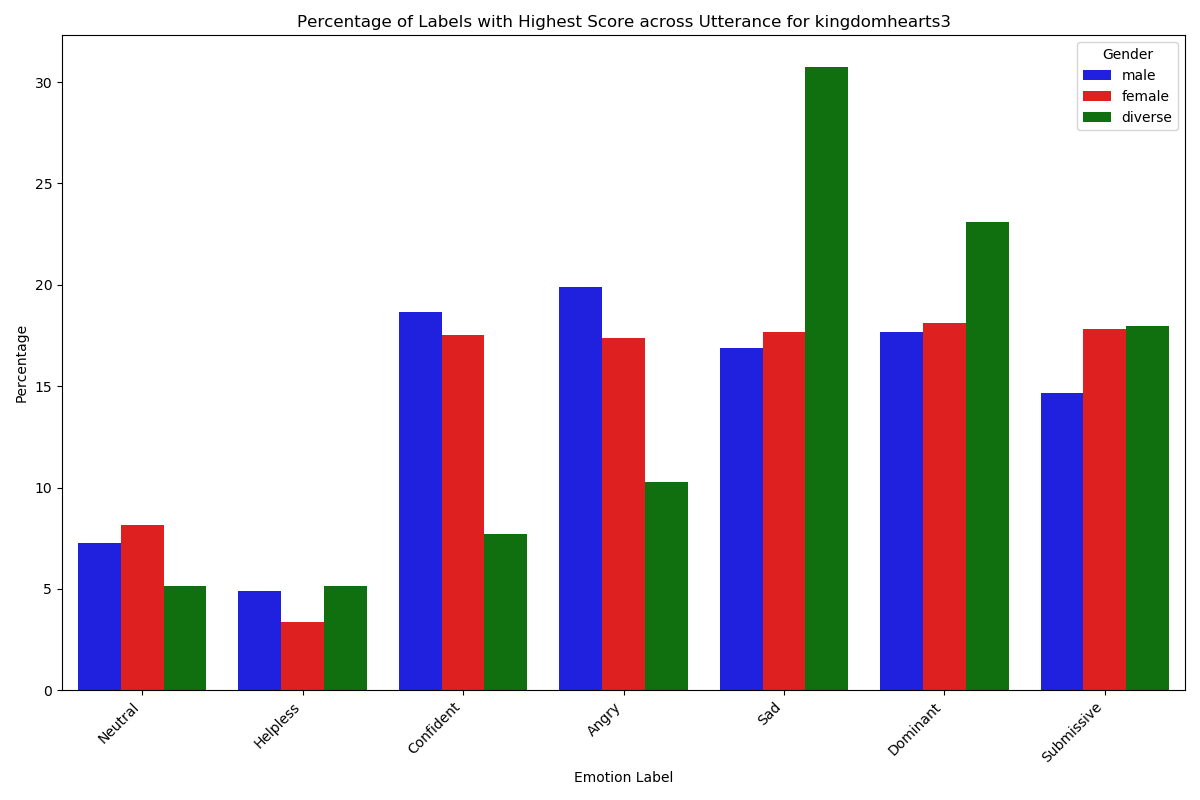 Percentage of Labels with Highest Score across Utterance for kingdomhearts3
Gender
male
female
diverse
Percentage
30
25
20
15
10
5
0
Neutral
Helpless
Confident
Angry
Sad
Dominant
Submissive
Emotion Label